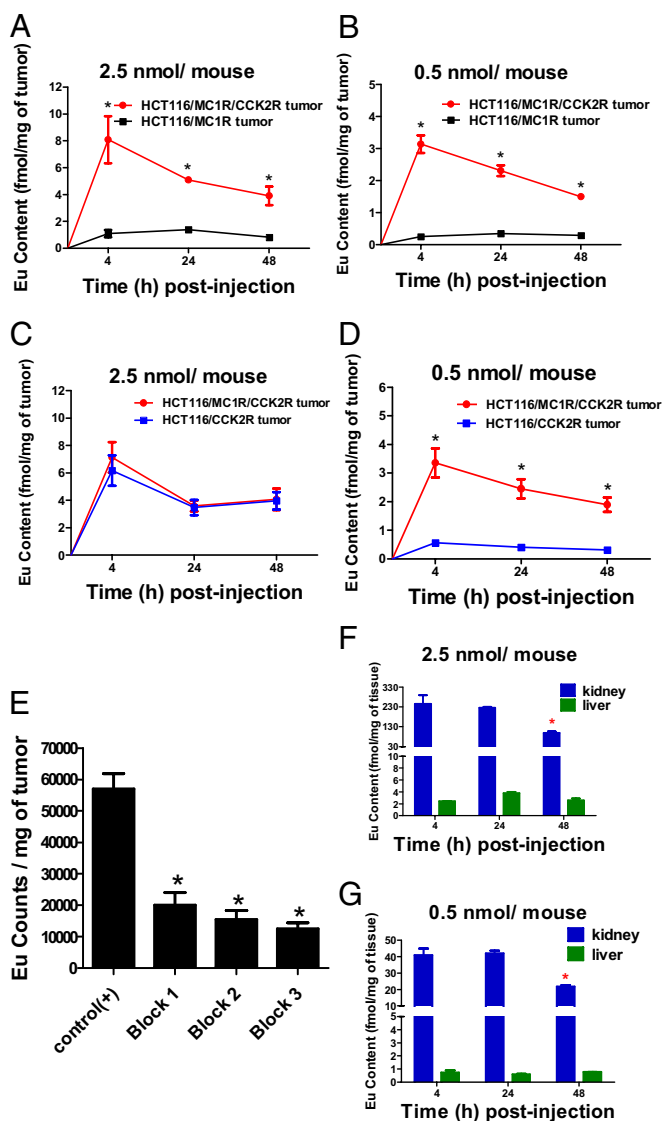 A
2.5 nmol/ mouse
HCT116/MC1R/CCK2R tumor
HCT116/MC1R tumor
Eu Content (fmol/mg of tumor)
12
10
8
6
4
2
0
*
*
*
4
24
48
Time (h) post-injection
B
0.5 nmol/ mouse
HCT116/MC1R/CCK2R tumor
HCT116/MC1R tumor
Eu Content (fmol/mg of tumor)
5
4
3
2
1
0
*
*
*
4
24
48
Time (h) post-injection
C
2.5 nmol/ mouse
HCT116/MC1R/CCK2R tumor
HCT116/CCK2R tumor
Eu Content (fmol/mg of tumor)
14
12
10
8
6
4
2
0
4
24
48
Time (h) post-injection
D
0.5 nmol/ mouse
HCT116/MC1R/CCK2R tumor
HCT116/CCK2R tumor
Eu Content (fmol/mg of tumor)
6
5
4
3
2
1
0
*
*
*
4
24
48
Time (h) post-injection
E
Eu Counts / mg of tumor
70000
60000
50000
40000
30000
20000
10000
0
*
*
*
control(+)
Block 1
Block 2
Block 3
F
2.5 nmol/ mouse
kidney
liver
Eu Content (fmol/mg of tissue)
330
230
130
30
10
8
6
4
2
0
*
4
24
48
Time (h) post-injection
G
0.5 nmol/ mouse
kidney
liver
Eu Content (fmol/mg of tissue)
50
40
30
20
10
5
4
3
2
1
0
*
4
24
48
Time (h) post-injection